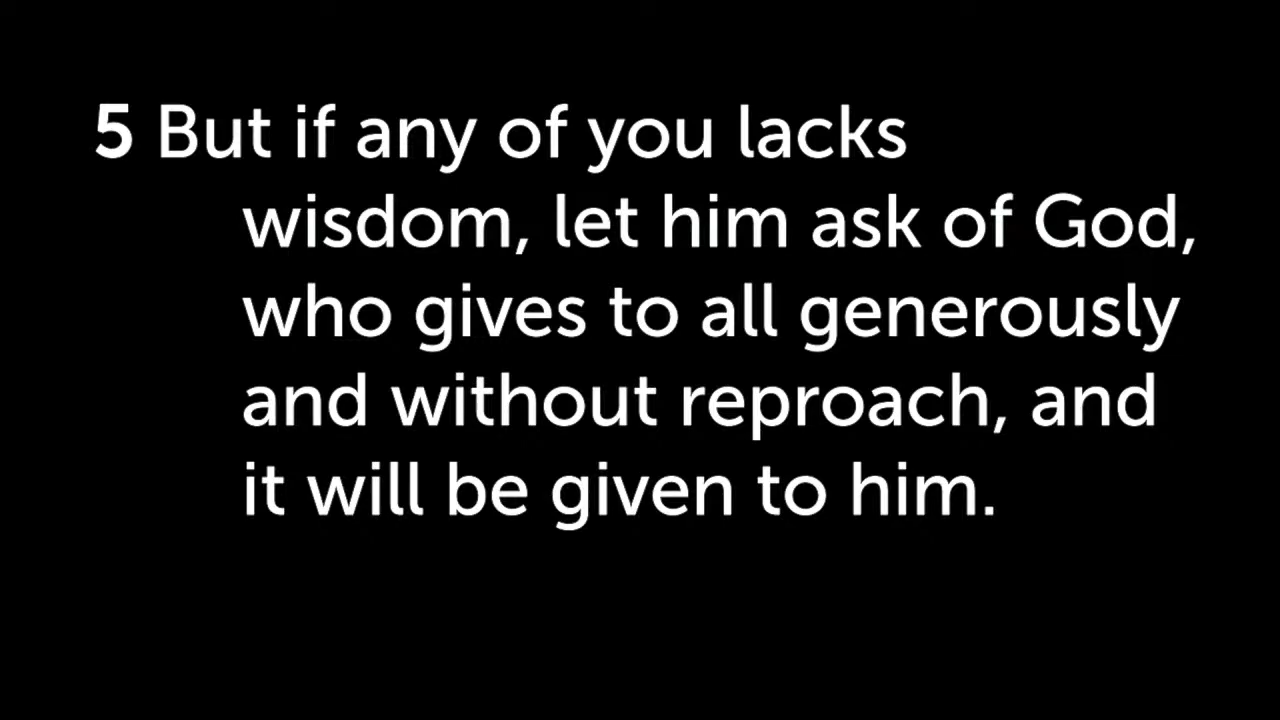 5 But if any of you lacks
wisdom, let him ask of God,
who gives to all generously
and without reproach, and
it will be given to him.